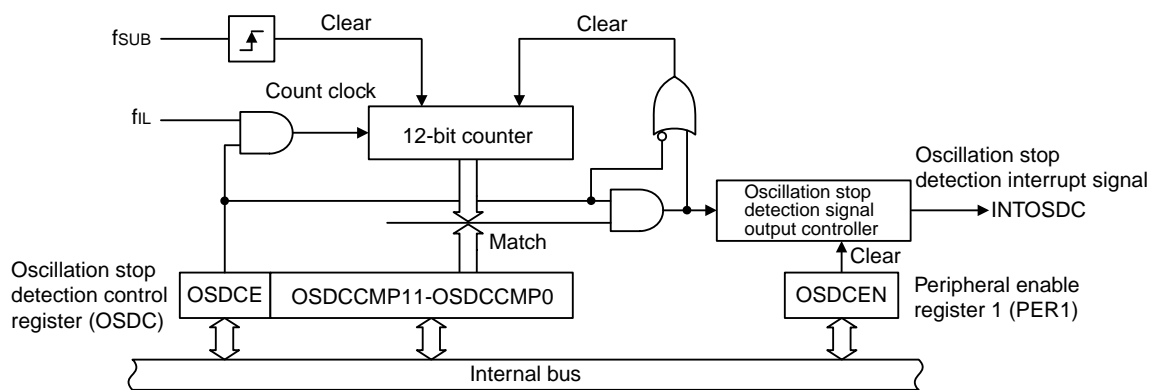 Clear
Clear
fSUB
Count clock
fIL
12-bit counter
Oscillation stop
detection interrupt signal
INTOSDC
Oscillation stop
detection signal
output controller
Match
Clear
Oscillation stop
detection control
register (OSDC)
OSDCE
OSDCCMP11-OSDCCMP0
OSDCEN
Peripheral enable
register 1 (PER1)
Internal bus